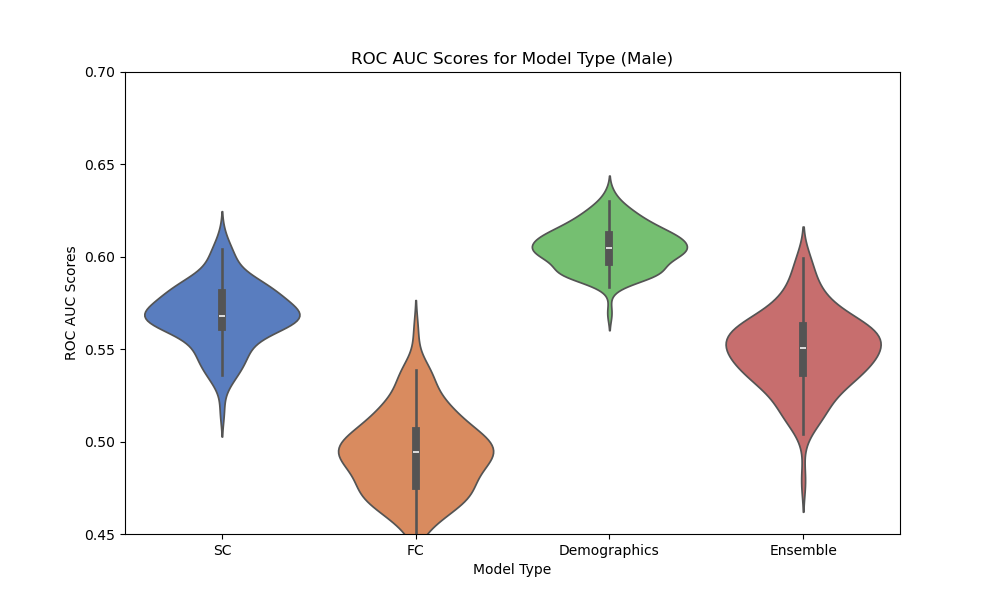 ROC AUC Scores for Model Type (Male)
0.70
0.65
0.60
0.55
0.50
0.45
ROC AUC Scores
SC FC Demographics Ensemble
Model Type